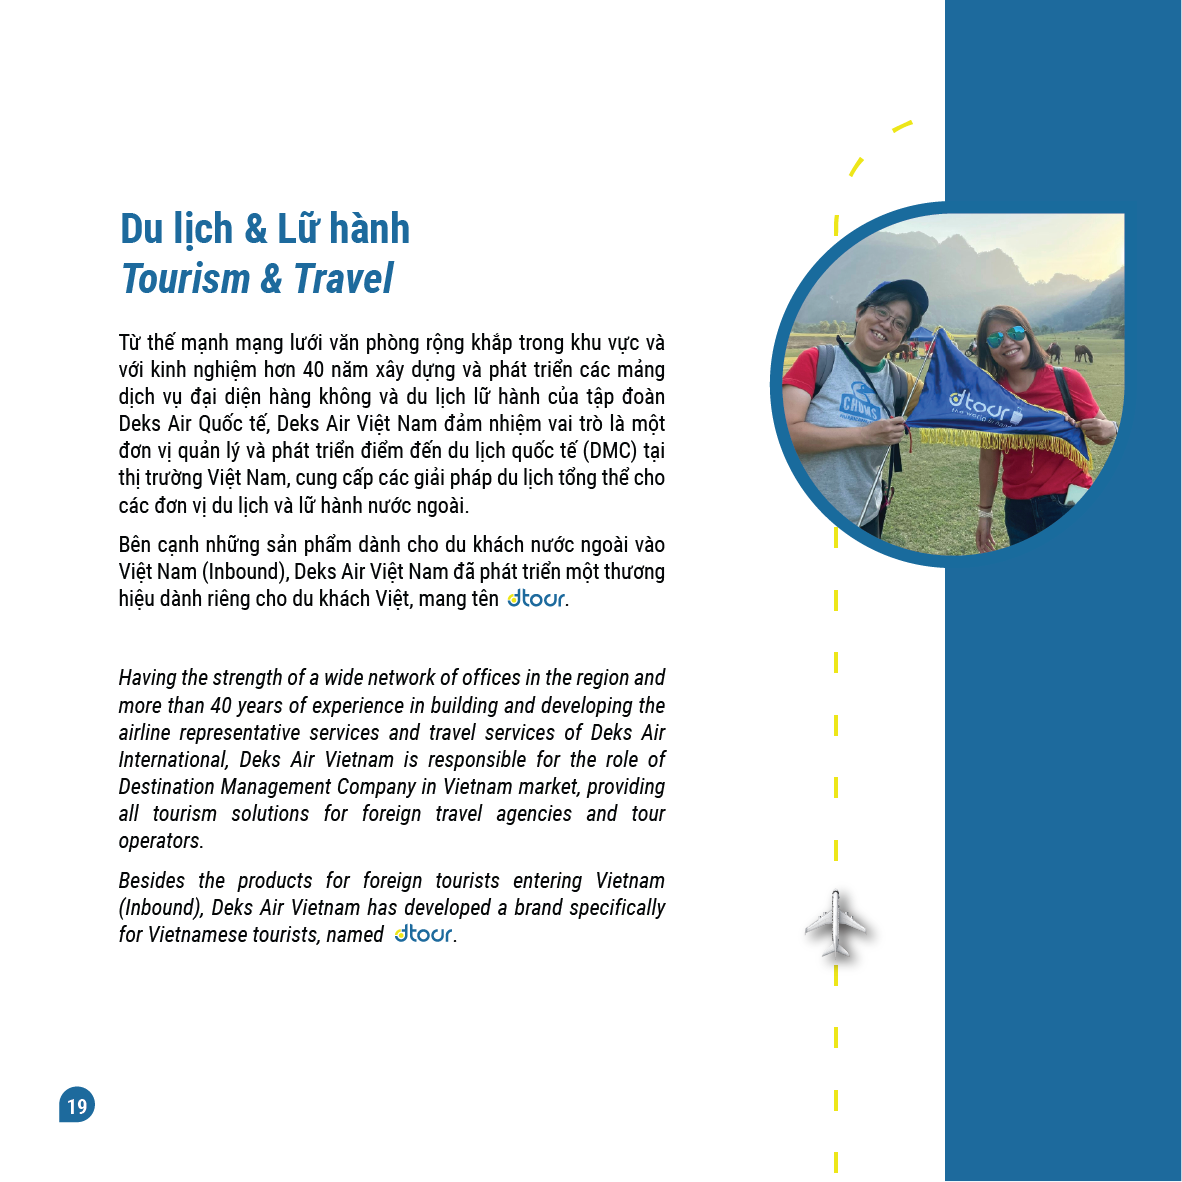 Du lịch & Lữ hành
Tourism & Travel
Từ thế mạnh mạng lưới văn phòng rộng khắp trong khu vực và
với kinh nghiệm hơn 40 năm xây dựng và phát triển các mảng
dịch vụ đại diện hàng không và du lịch lữ hành của tập đoàn
Deks Air Quốc tế, Deks Air Việt Nam đảm nhiệm vai trò là một
đơn vị quản lý và phát triển điểm đến du lịch quốc tế (DMC) tại
thị trường Việt Nam, cung cấp các giải pháp du lịch tổng thể cho
các đơn vị du lịch và lữ hành nước ngoài.
Bên cạnh những sản phẩm dành cho du khách nước ngoài vào
Việt Nam (Inbound), Deks Air Việt Nam đã phát triển một thương
hiệu dành riêng cho du khách Việt, mang tên dtour.
Having the strength of a wide network of offices in the region and
more than 40 years of experience in building and developing the
airline representative services and travel services of Deks Air
International, Deks Air Vietnam is responsible for the role of
Destination Management Company in Vietnam market, providing
all tourism solutions for foreign travel agencies and tour
operators.
Besides the products for foreign tourists entering Vietnam
(Inbound), Deks Air Vietnam has developed a brand specifically
for Vietnamese tourists, named dtour.
CHUMS
dtour
19